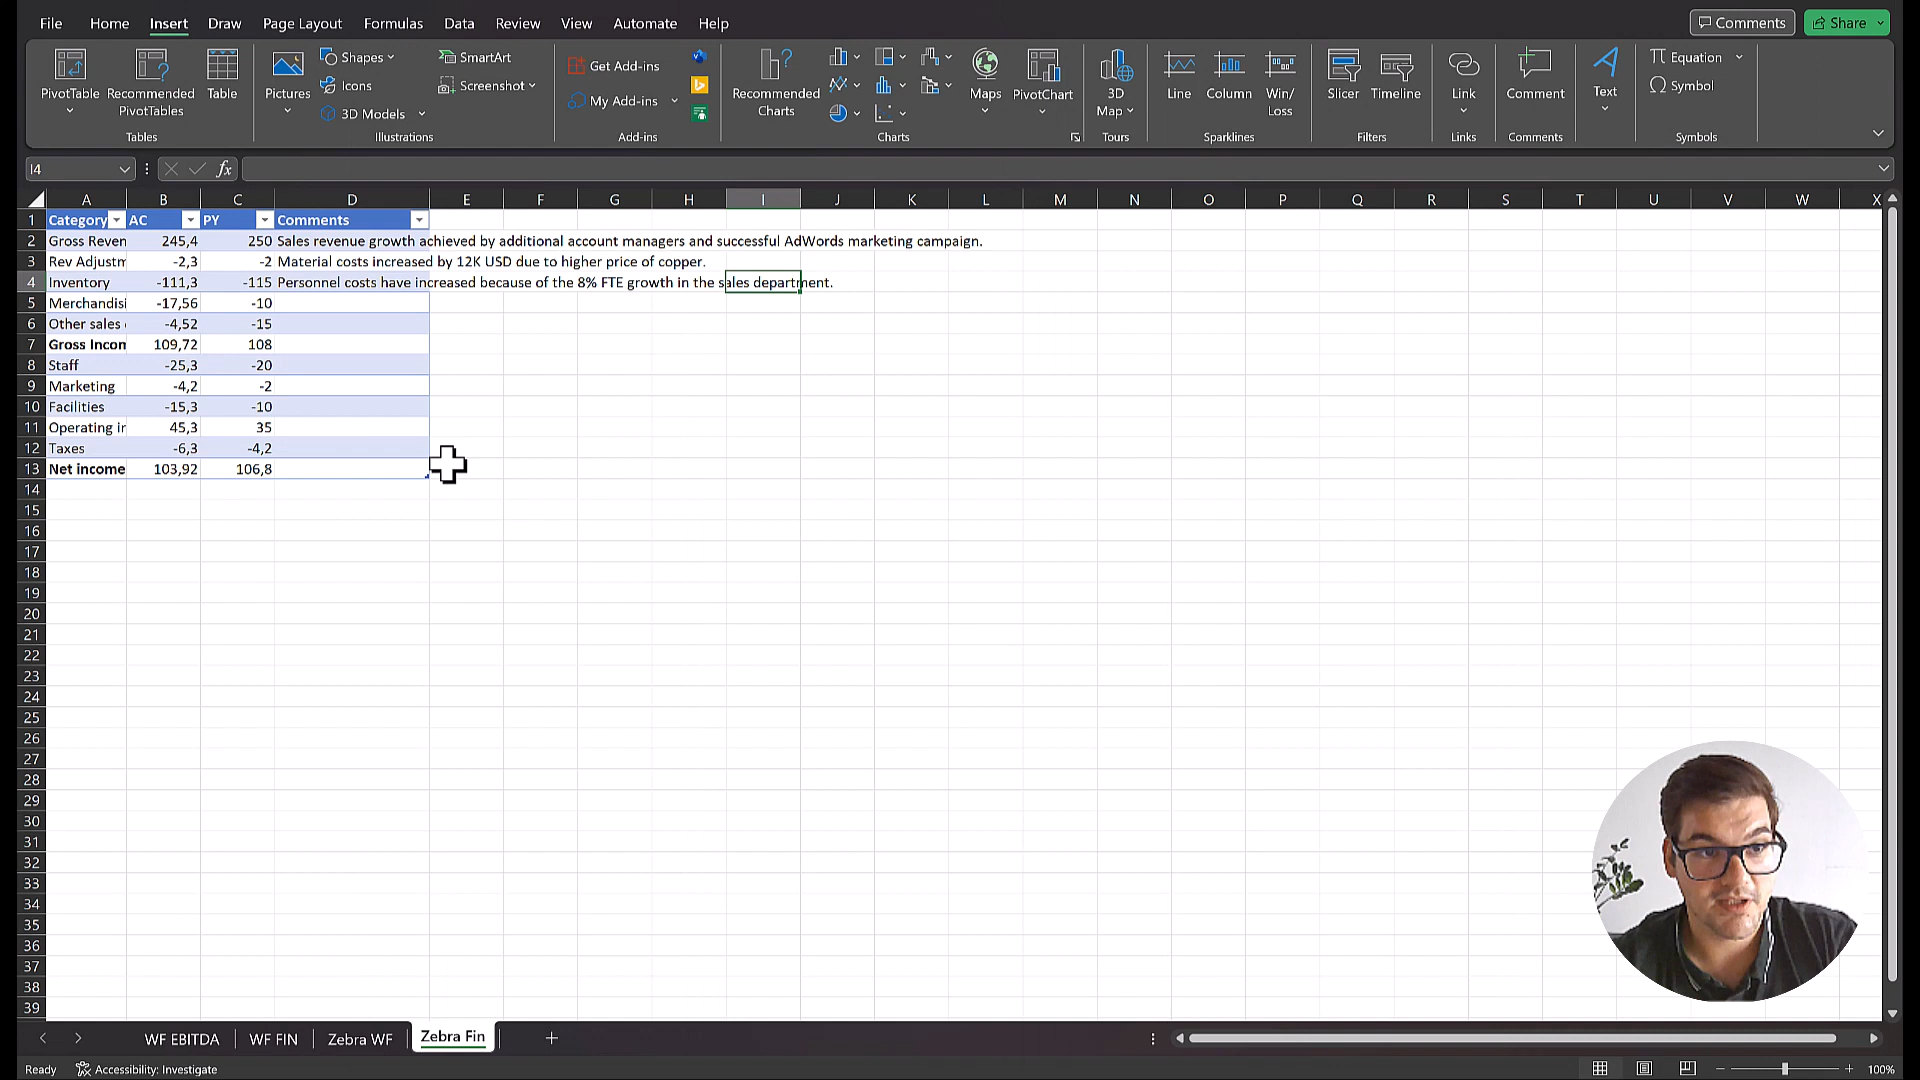 File Home Insert Draw Page Layout Formulas Data Review View Automate Help Comments Share
PivotTable Recommended PivotTables Table Pictures Shapes Icons 3D Models SmartArt Screenshot Get Add-ins My Add-ins Recommended Charts Maps PivotChart 3D Map Line Column Win/Loss Slicer Timeline Link Comment Text Equation Symbol
Tables Illustrations Add-ins Charts Tours Sparklines Filters Links Comments Symbols
I4 fx
A B C D E F G H I J K L M N O P Q R S T U V W X
1 Category AC PY Comments
2 Gross Reven 245,4 250 Sales revenue growth achieved by additional account managers and successful AdWords marketing campaign.
3 Rev Adjustm -2,3 -2 Material costs increased by 12K USD due to higher price of copper.
4 Inventory -111,3 -115 Personnel costs have increased because of the 8% FTE growth in the sales department.
5 Merchandisi -17,56 -10
6 Other sales -4,52 -15
7 Gross Incon 109,72 108
8 Staff -25,3 -20
9 Marketing -4,2 -2
10 Facilities -15,3 -10
11 Operating ir 45,3 35
12 Taxes -6,3 -4,2
13 Net income 103,92 106,8
14
15
16
17
18
19
20
21
22
23
24
25
26
27
28
29
30
31
32
33
34
35
36
37
38
39
WF EBITDA WF FIN Zebra WF Zebra Fin
Ready Accessibility: Investigate 100%